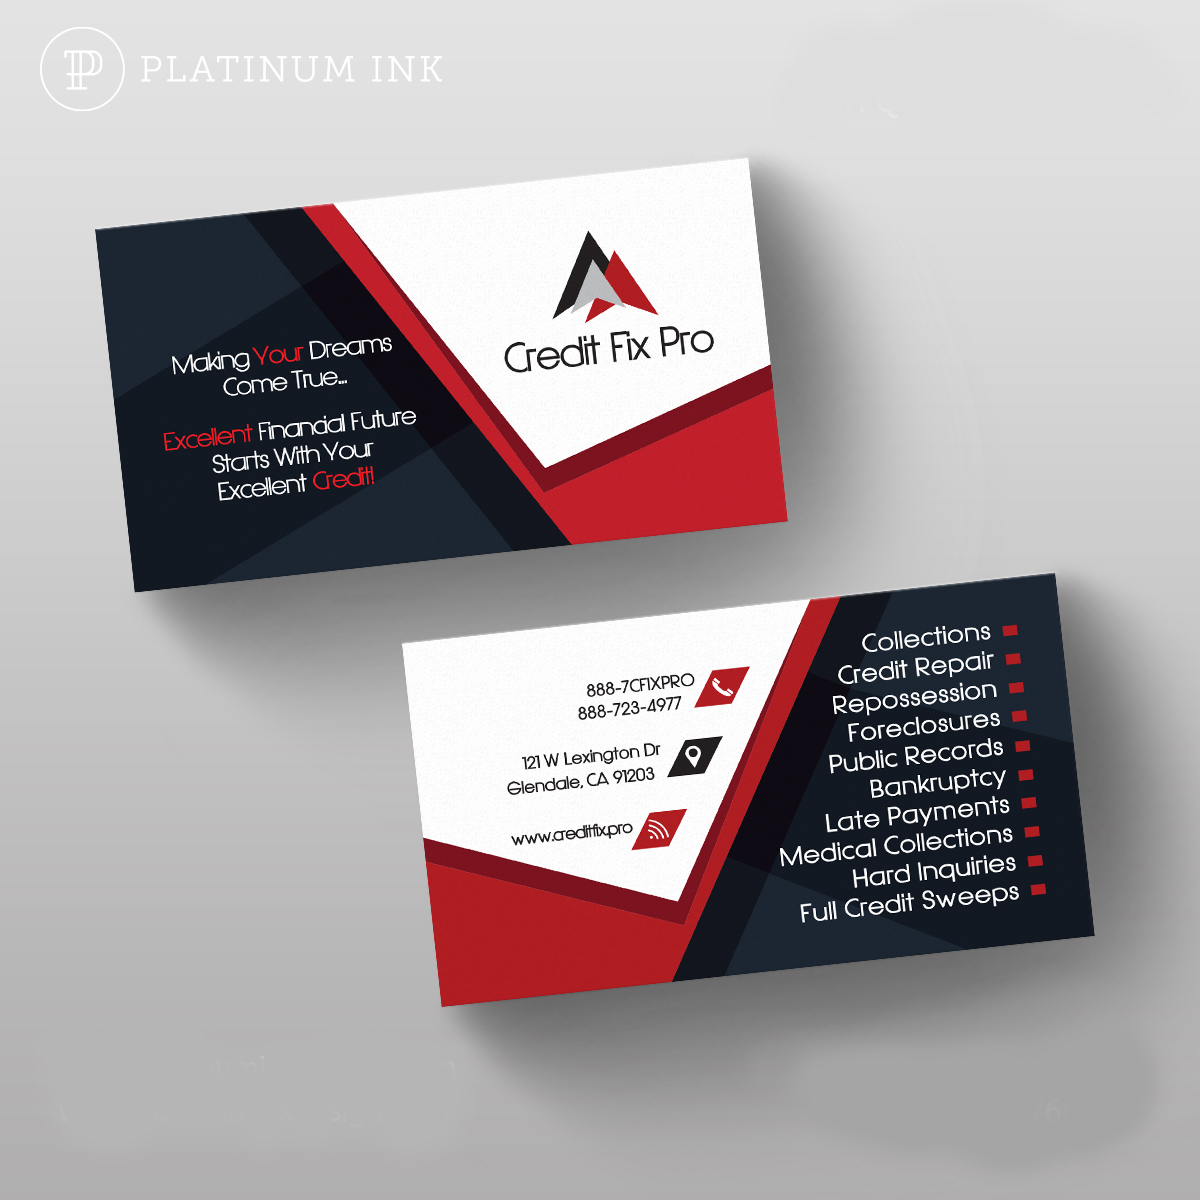 PLATINUM INK
Credit Fix Pro
Making Your Dreams
Come True...
Excellent Financial Future
Starts With Your
Excellent Credit!
888-7CFIXPRO
888-723-4977
121 W Lexington Dr
Glendale, CA 91203
www.creditfix.pro
Collections
Credit Repair
Repossession
Foreclosures
Public Records
Bankruptcy
Late Payments
Medical Collections
Hard Inquiries
Full Credit Sweeps